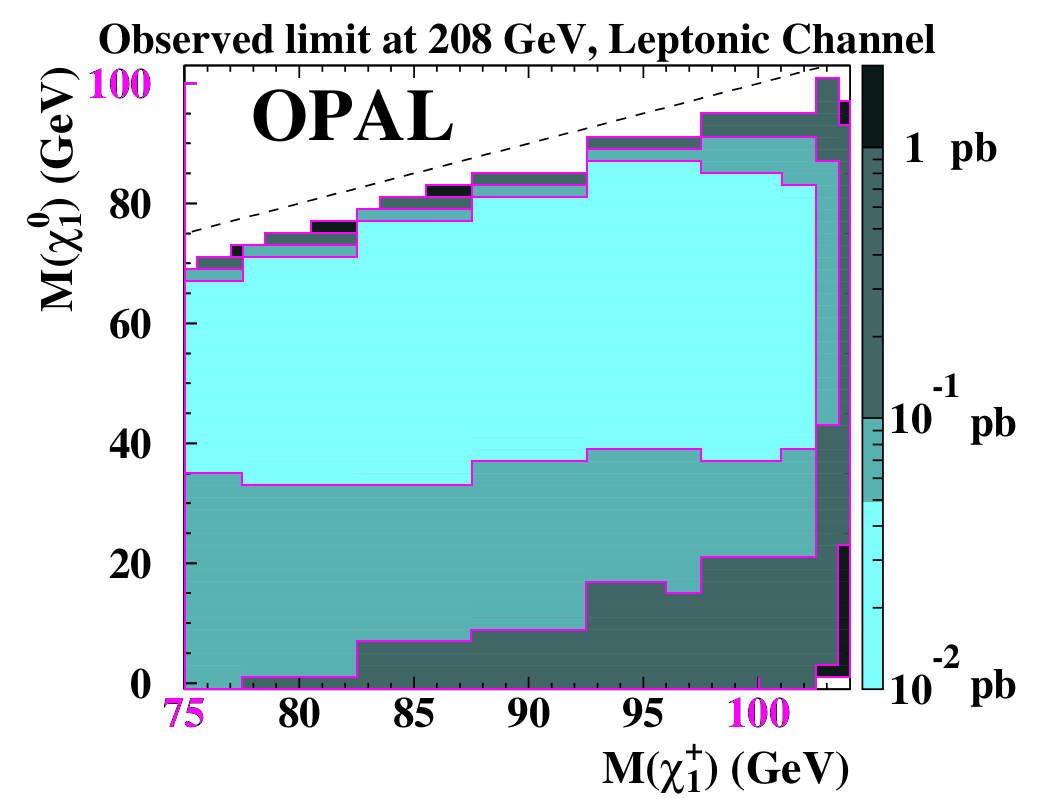 Observed limit at 208 GeV, Leptonic Channel
OPAL
M(χ₁⁰) (GeV)
100
80
60
40
20
0
75 80 85 90 95 100
M(χ₁⁺) (GeV)
1 pb
10⁻¹ pb
10⁻² pb